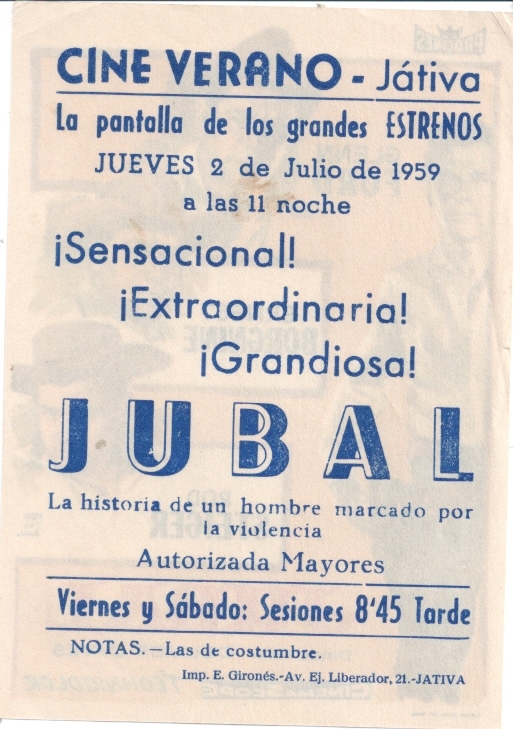 CINE VERANO - Játiva
La pantalla de los grandes ESTRENOS
JUEVES 2 de Julio de 1959
a las 11 noche
¡Sensacional!
¡Extraordinaria!
¡Grandiosa!
JUBAL
La historia de un hombre marcado por
la violencia
Autorizada Mayores
Viernes y Sábado: Sesiones 8'45 Tarde
NOTAS.—Las de costumbre.
Imp. E. Gironés.-Av. Ej. Liberador, 21.-JATIVA